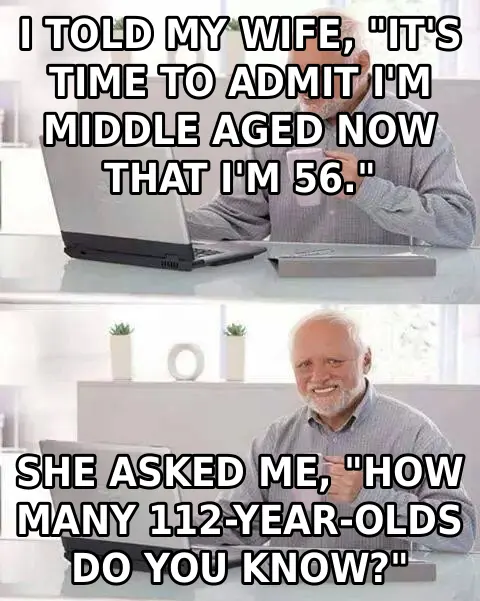 I TOLD MY WIFE, "IT'S
TIME TO ADMIT I'M
MIDDLE AGED NOW
THAT I'M 56."
SHE ASKED ME, "HOW
MANY 112-YEAR-OLDS
DO YOU KNOW?"